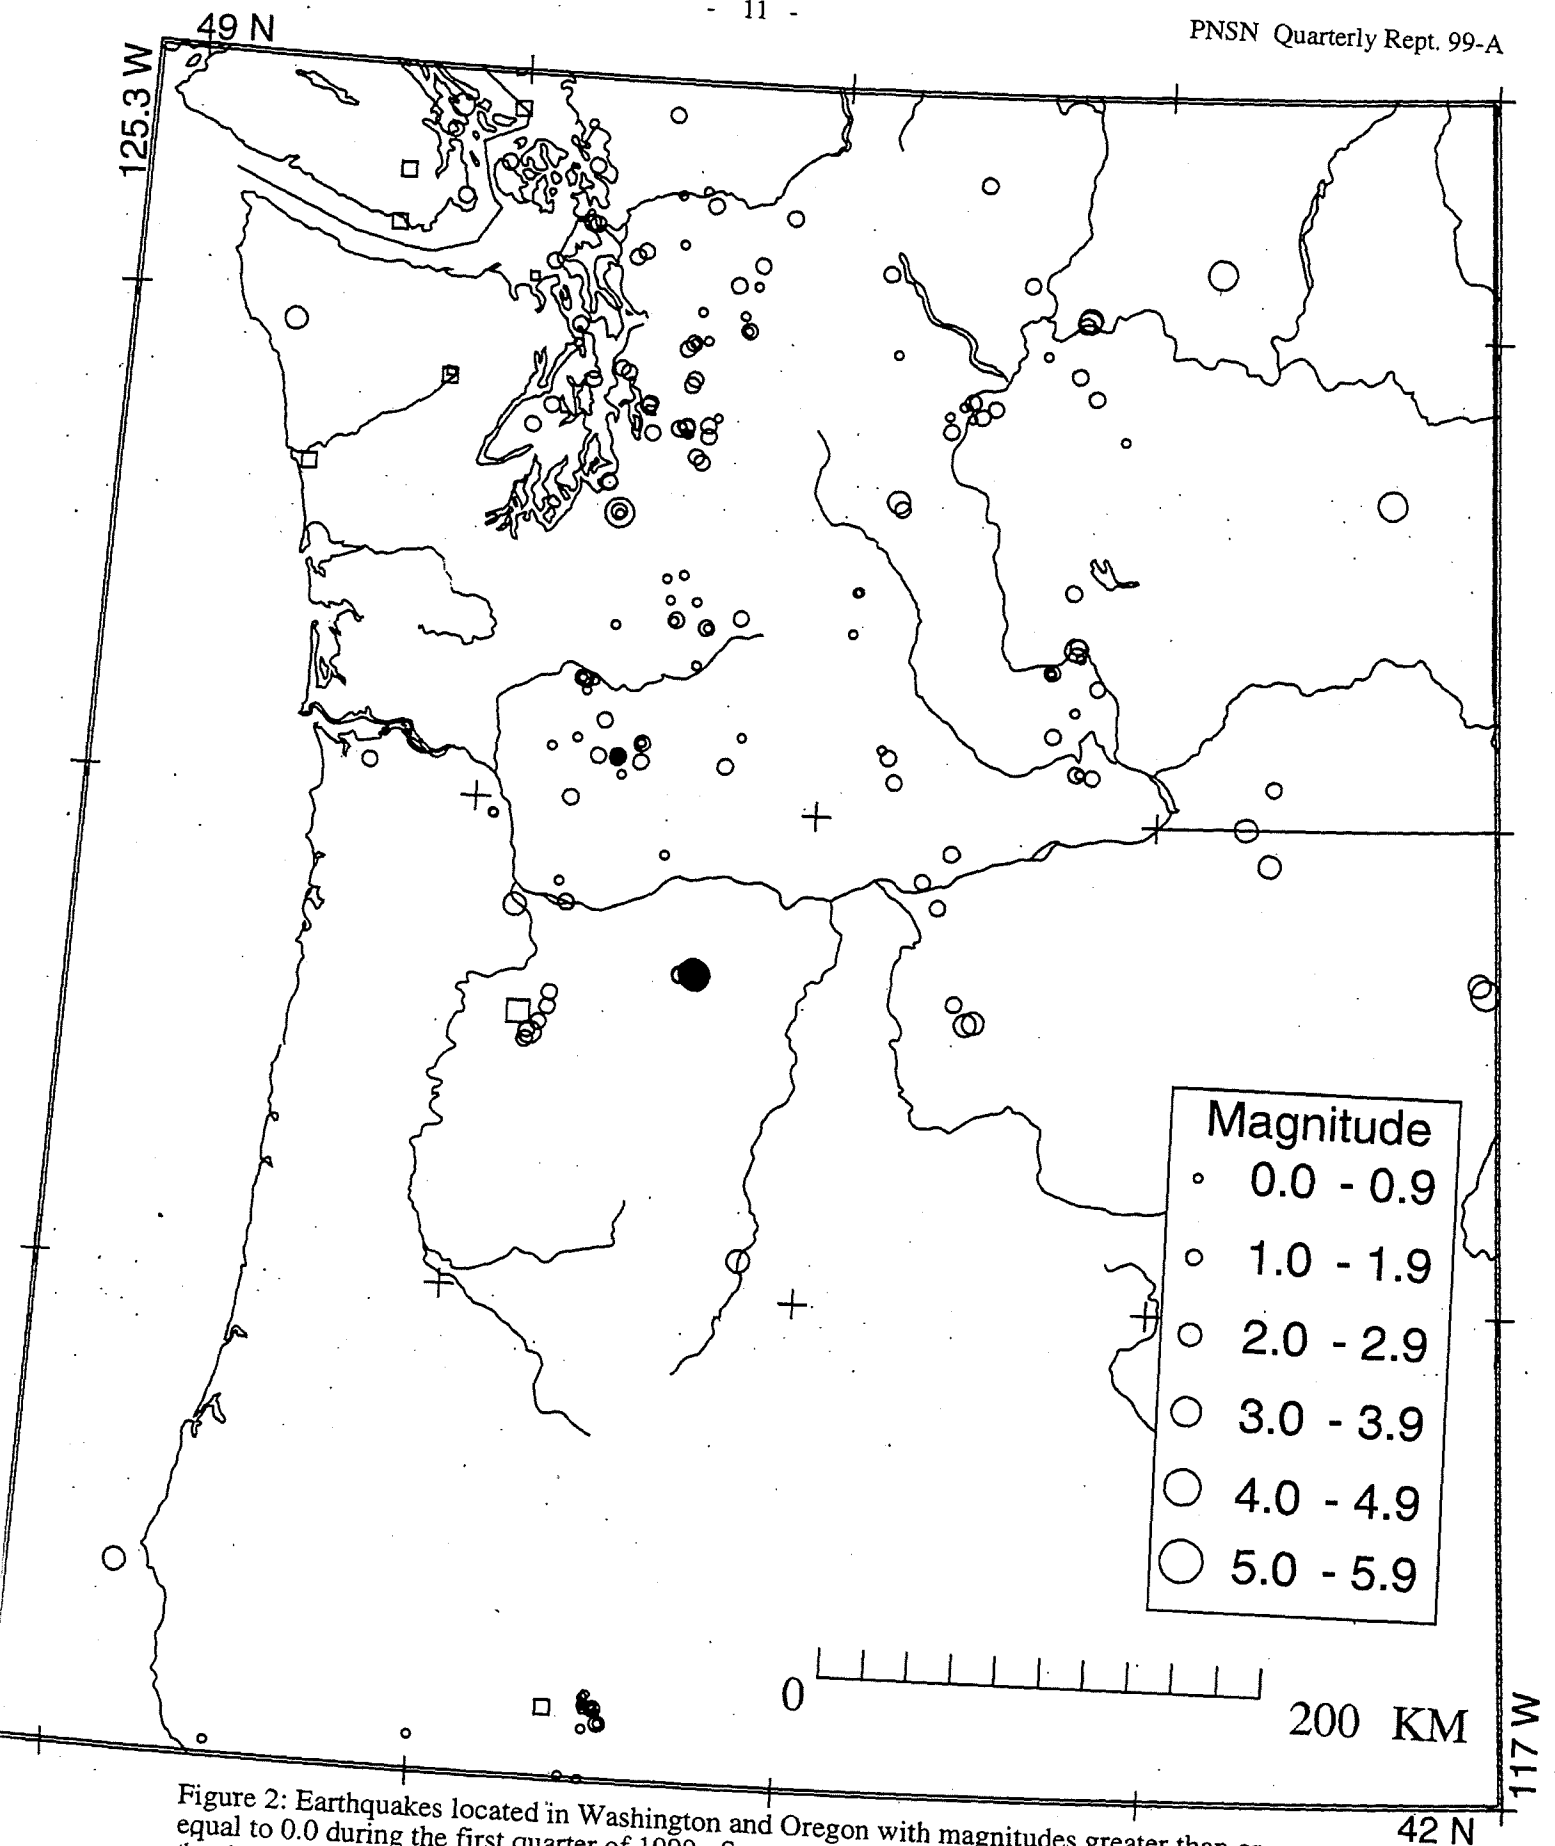 - 11 -
PNSN Quarterly Rept. 99-A
49 N
125.3 W
Magnitude
0.0 - 0.9
1.0 - 1.9
2.0 - 2.9
3.0 - 3.9
4.0 - 4.9
5.0 - 5.9
0
200 KM
117 W
42 N
Figure 2: Earthquakes located in Washington and Oregon with magnitudes greater than or
equal to 0.0 during the first quarter of 1999.